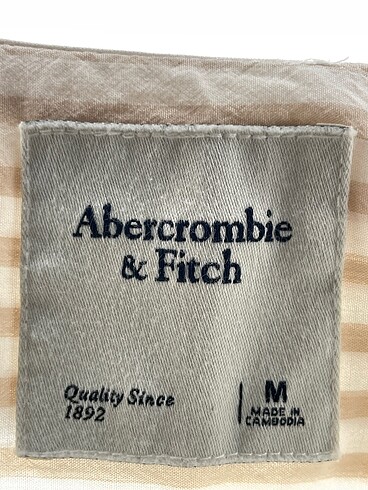 Abercrombie
& Fitch
Quality Since
1892
M
MADE IN
CAMBODIA